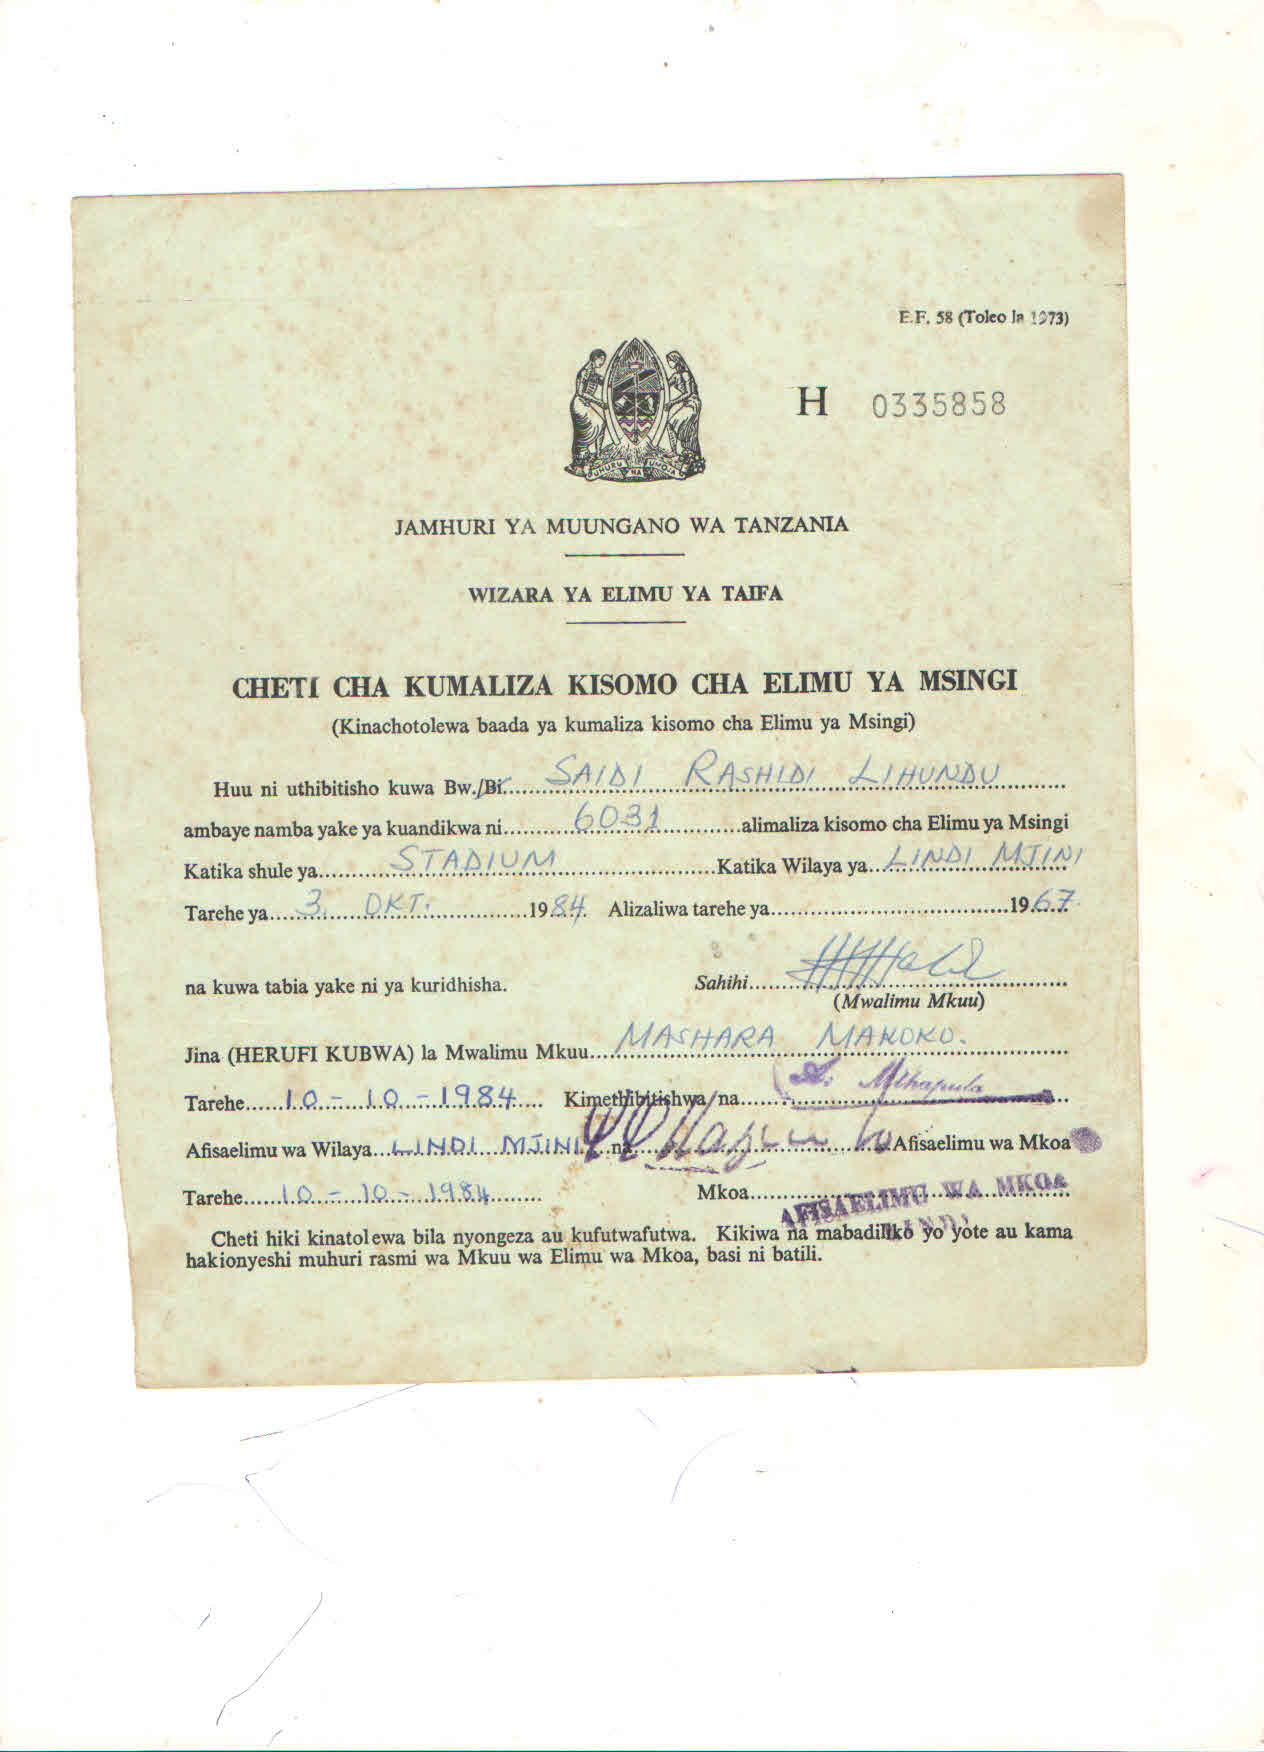 E.F. 58 (Toleo la 1973)
H 0335858
UHURU NA UMOJA
JAMHURI YA MUUNGANO WA TANZANIA
WIZARA YA ELIMU YA TAIFA
CHETI CHA KUMALIZA KISOMO CHA ELIMU YA MSINGI
(Kinachotolewa baada ya kumaliza kisomo cha Elimu ya Msingi)
Huu ni uthibitisho kuwa Bw./Bi. SAIDI RASHIDI LIHUNDU
ambaye namba yake ya kuandikwa ni 6031 alimaliza kisomo cha Elimu ya Msingi
Katika shule ya STADIUM Katika Wilaya ya LINDI MJINI
Tarehe ya 3. OKT. 1984 Alizaliwa tarehe ya 1967
na kuwa tabia yake ni ya kuridhisha. Sahihi
(Mwalimu Mkuu)
Jina (HERUFI KUBWA) la Mwalimu Mkuu MASHARA MAKOKO.
Tarehe 10-10-1984 Kimethibitishwa na
Afisaelimu wa Wilaya LINDI MJINI na Afisaelimu wa Mkoa
Tarehe 10-10-1984 Mkoa AFISAELIMU WA MKOA
LINDI
Cheti hiki kinatolewa bila nyongeza au kufutwafutwa. Kikiwa na mabadiliko yo yote au kama
hakionyeshi muhuri rasmi wa Mkuu wa Elimu wa Mkoa, basi ni batili.